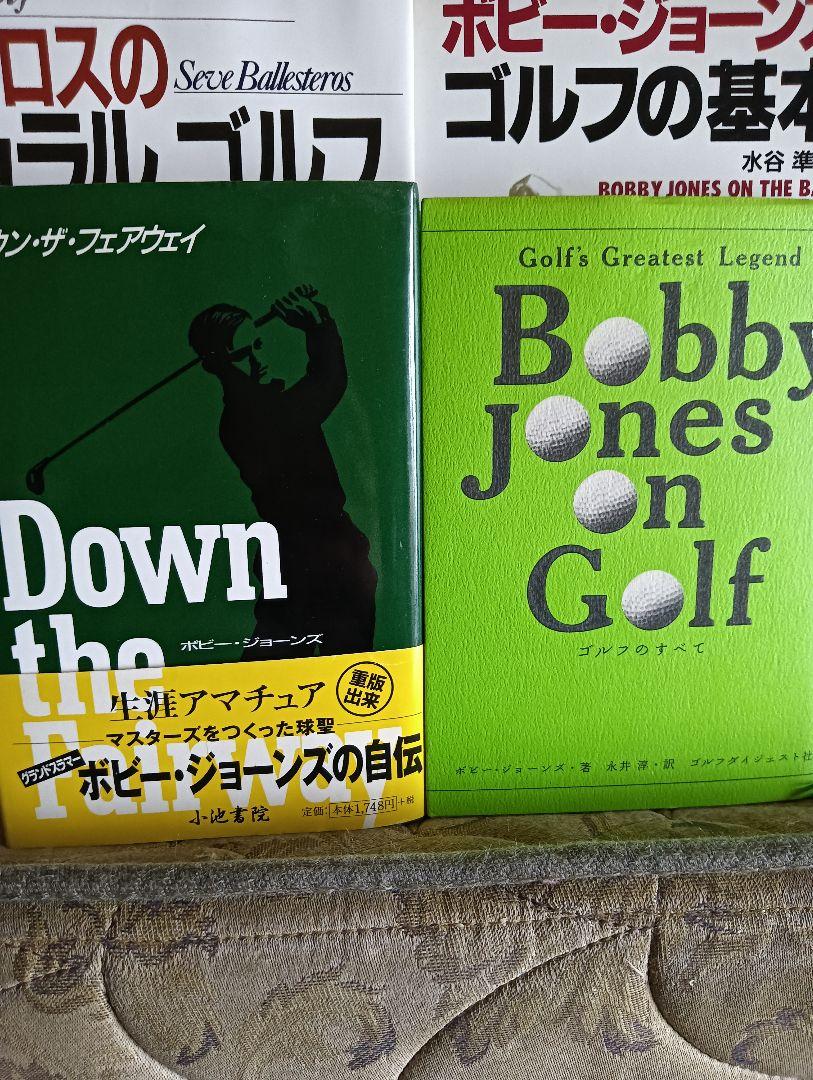 ロスの
Seve Ballesteros
ラル ゴルフ
ボビー・ジョーンズ
ゴルフの基本
水谷 準
BOBBY JONES ON THE BA
ウン・ザ・フェアウェイ
Down
the
Fairway
ボビー・ジョーンズ
生涯アマチュア
重版
出来
マスターズをつくった球聖
グランドスラマー
ボビー・ジョーンズの自伝
小池書院
定価:本体1,748円+税
Golf's Greatest Legend
Bobby
Jones
on
Golf
ゴルフのすべて
ボビー・ジョーンズ・著 永井 淳・訳 ゴルフダイジェスト社